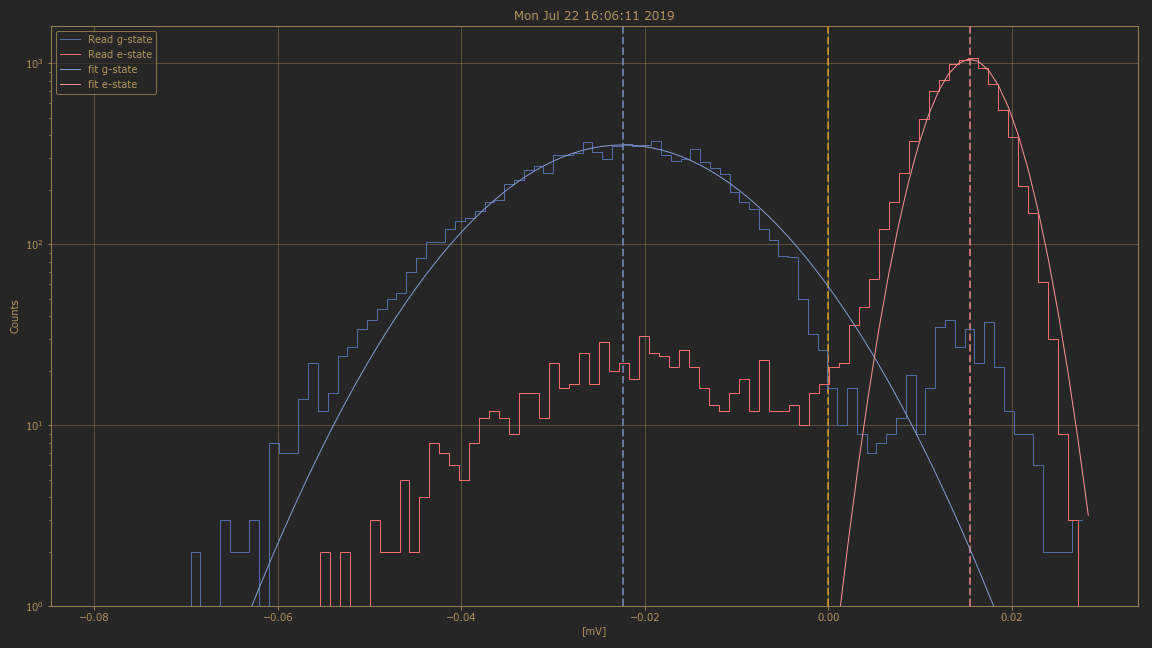 Mon Jul 22 16:06:11 2019
Read g-state
Read e-state
fit g-state
fit e-state
10³
10²
10¹
10⁰
Counts
−0.08 −0.06 −0.04 −0.02 0.00 0.02
[mV]